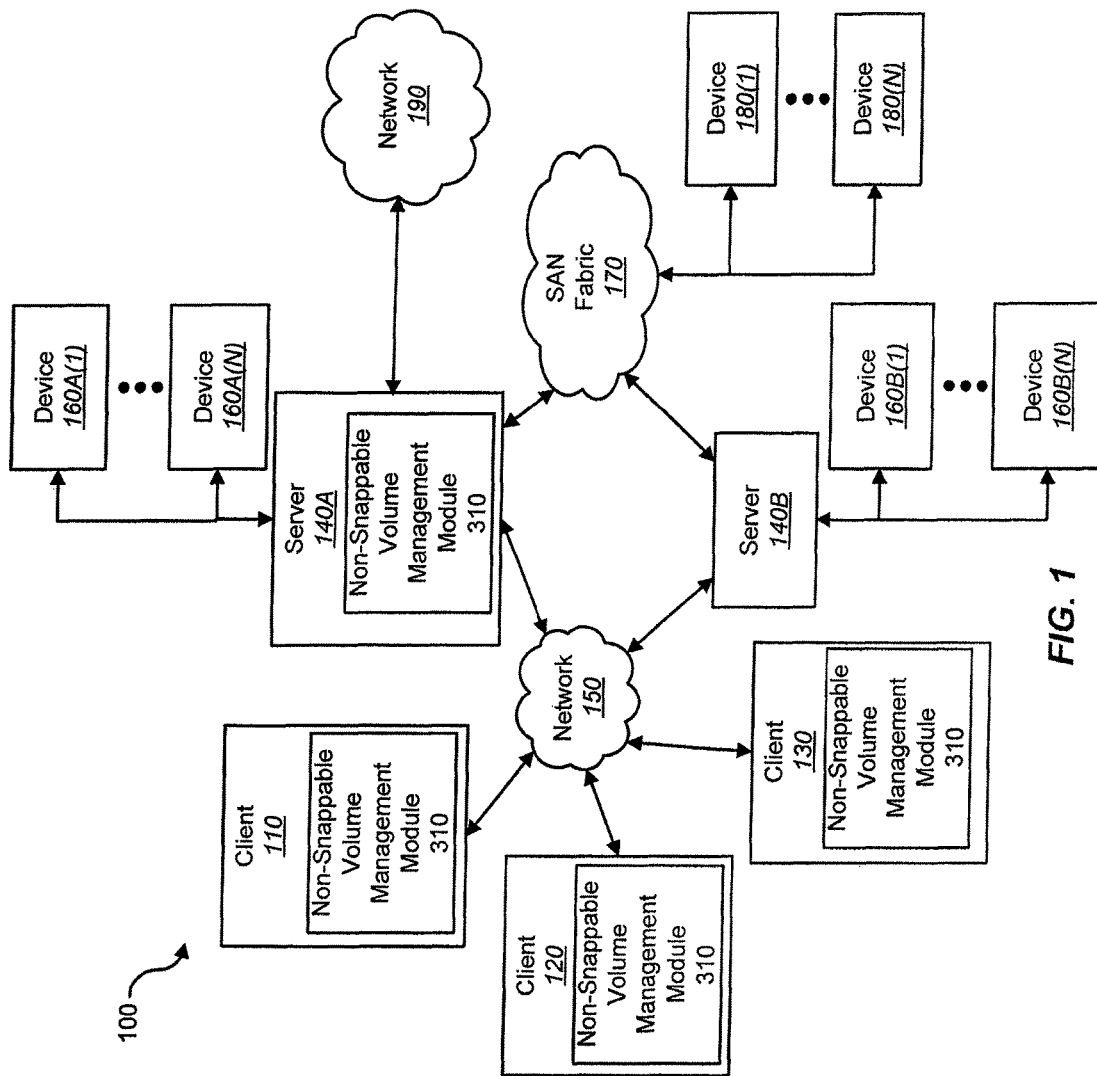 100
Client
110
Non-Snappable
Volume
Management
Module
310
Client
120
Non-Snappable
Volume
Management
Module
310
Client
130
Non-Snappable
Volume
Management
Module
310
Network
150
Server
140A
Non-Snappable
Volume
Management
Module
310
Server
140B
Device
160A(1)
Device
160A(N)
Device
160B(1)
Device
160B(N)
SAN
Fabric
170
Network
190
Device
180(1)
Device
180(N)
FIG. 1